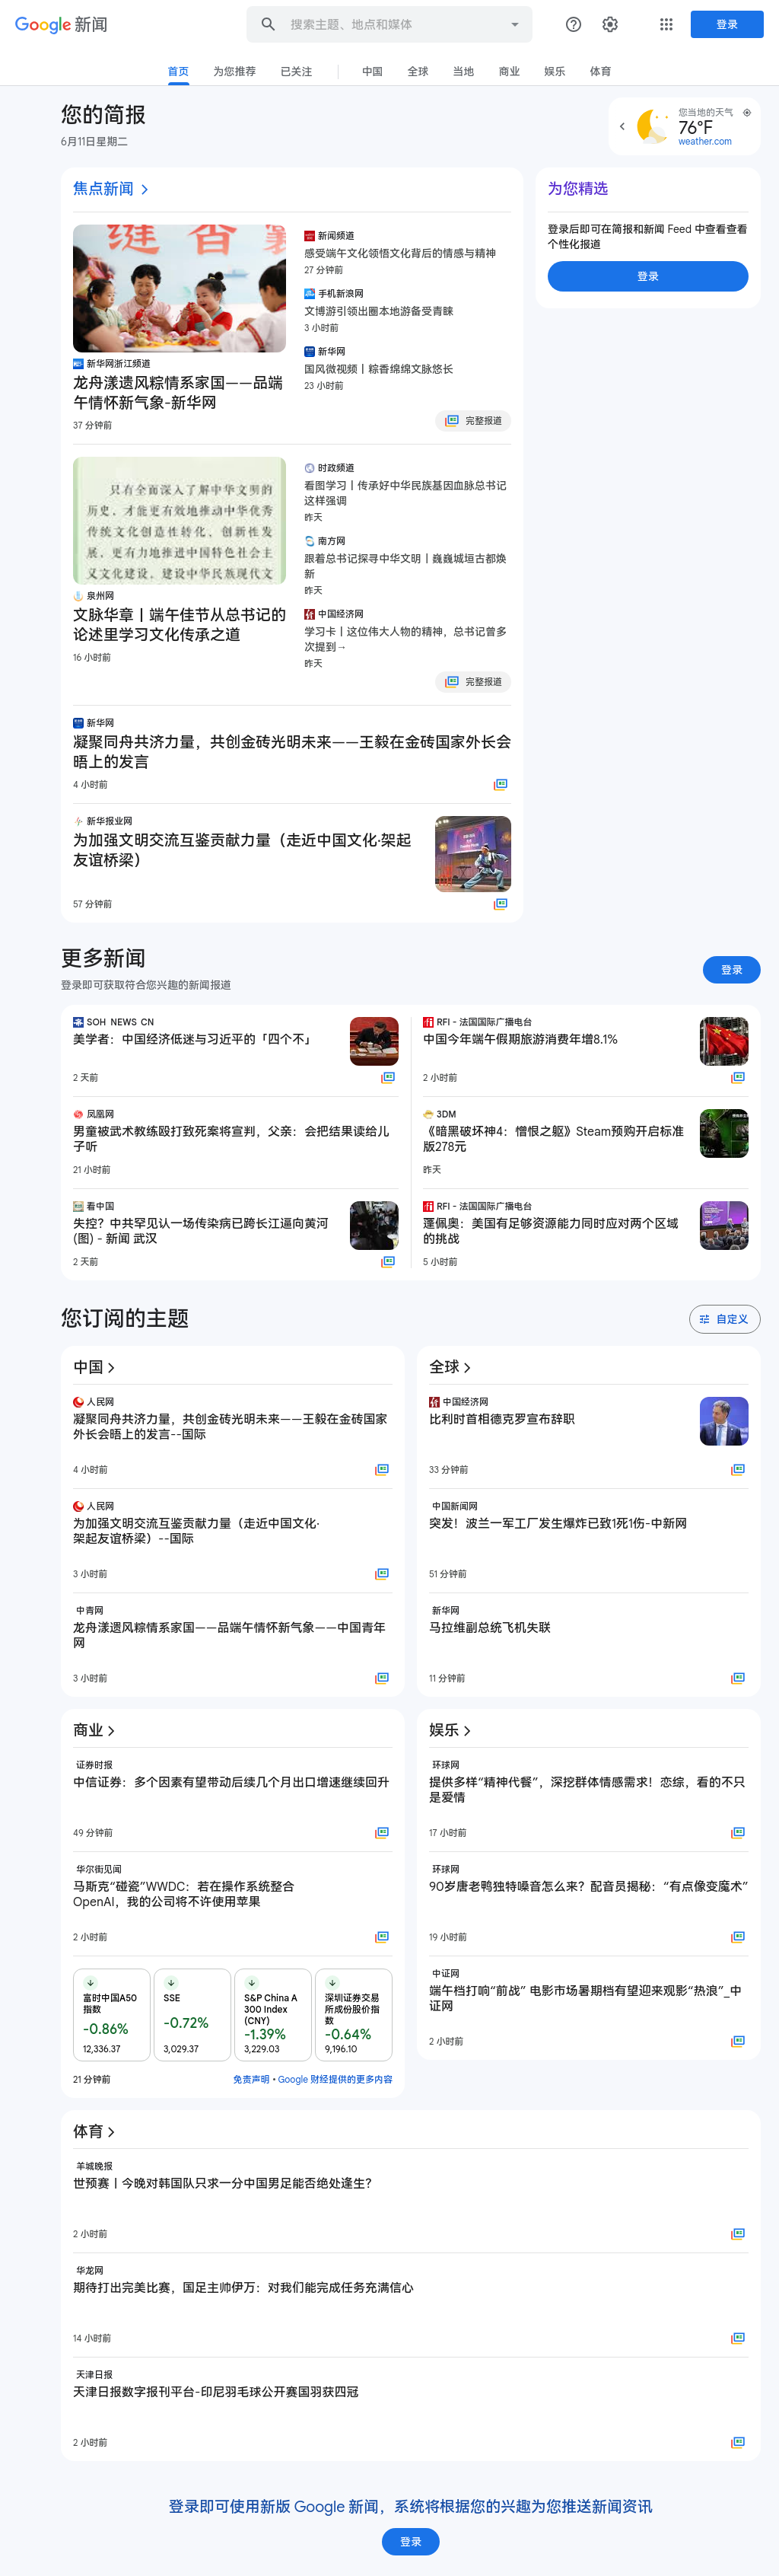 Google 新闻
搜索主题、地点和媒体
登录
首页
为您推荐
已关注
中国
全球
当地
商业
娱乐
体育
您的简报
6月11日星期二
您当地的天气
76°F
weather.com
焦点新闻
新华网浙江频道
龙舟漾遗风粽情系家国——品端
午情怀新气象-新华网
37 分钟前
新闻频道
感受端午文化领悟文化背后的情感与精神
27 分钟前
手机新浪网
文博游引领出圈本地游备受青睐
3 小时前
新华网
国风微视频丨粽香绵绵文脉悠长
23 小时前
完整报道
只有全面深入了解中华文明的
历史，才能更有效地推动中华优秀
传统文化创造性转化、创新性发
展，更有力地推进中国特色社会主
义文化建设，建设中华民族现代文
泉州网
文脉华章丨端午佳节从总书记的
论述里学习文化传承之道
16 小时前
时政频道
看图学习丨传承好中华民族基因血脉总书记
这样强调
昨天
南方网
跟着总书记探寻中华文明丨巍巍城垣古都焕
新
昨天
中国经济网
学习卡丨这位伟大人物的精神，总书记曾多
次提到→
昨天
完整报道
新华网
凝聚同舟共济力量，共创金砖光明未来——王毅在金砖国家外长会
晤上的发言
4 小时前
新华报业网
为加强文明交流互鉴贡献力量（走近中国文化·架起
友谊桥梁）
57 分钟前
为您精选
登录后即可在简报和新闻 Feed 中查看查看
个性化报道
登录
更多新闻
登录即可获取符合您兴趣的新闻报道
登录
SOH_NEWS_CN
美学者：中国经济低迷与习近平的「四个不」
2 天前
RFI - 法国国际广播电台
中国今年端午假期旅游消费年增8.1%
2 小时前
凤凰网
男童被武术教练殴打致死案将宣判，父亲：会把结果读给儿
子听
21 小时前
3DM
《暗黑破坏神4：憎恨之躯》Steam预购开启标准
版278元
昨天
看中国
失控？中共罕见认一场传染病已跨长江逼向黄河
(图) - 新闻 武汉
2 天前
RFI - 法国国际广播电台
蓬佩奥：美国有足够资源能力同时应对两个区域
的挑战
5 小时前
您订阅的主题
自定义
中国
人民网
凝聚同舟共济力量，共创金砖光明未来——王毅在金砖国家
外长会晤上的发言--国际
4 小时前
人民网
为加强文明交流互鉴贡献力量（走近中国文化·
架起友谊桥梁）--国际
3 小时前
中青网
龙舟漾遗风粽情系家国——品端午情怀新气象——中国青年
网
3 小时前
全球
中国经济网
比利时首相德克罗宣布辞职
33 分钟前
中国新闻网
突发！波兰一军工厂发生爆炸已致1死1伤-中新网
51 分钟前
新华网
马拉维副总统飞机失联
11 分钟前
商业
证券时报
中信证券：多个因素有望带动后续几个月出口增速继续回升
49 分钟前
华尔街见闻
马斯克“碰瓷”WWDC：若在操作系统整合
OpenAI，我的公司将不许使用苹果
2 小时前
富时中国A50
指数
-0.86%
12,336.37
SSE
-0.72%
3,029.37
S&P China A
300 Index
(CNY)
-1.39%
3,229.03
深圳证券交易
所成份股价指
数
-0.64%
9,196.10
21 分钟前
免责声明 • Google 财经提供的更多内容
娱乐
环球网
提供多样“精神代餐”，深挖群体情感需求！恋综，看的不只
是爱情
17 小时前
环球网
90岁唐老鸭独特嗓音怎么来？配音员揭秘：“有点像变魔术”
19 小时前
中证网
端午档打响“前战” 电影市场暑期档有望迎来观影“热浪”_中
证网
2 小时前
体育
羊城晚报
世预赛丨今晚对韩国队只求一分中国男足能否绝处逢生？
2 小时前
华龙网
期待打出完美比赛，国足主帅伊万：对我们能完成任务充满信心
14 小时前
天津日报
天津日报数字报刊平台-印尼羽毛球公开赛国羽获四冠
2 小时前
登录即可使用新版 Google 新闻，系统将根据您的兴趣为您推送新闻资讯
登录